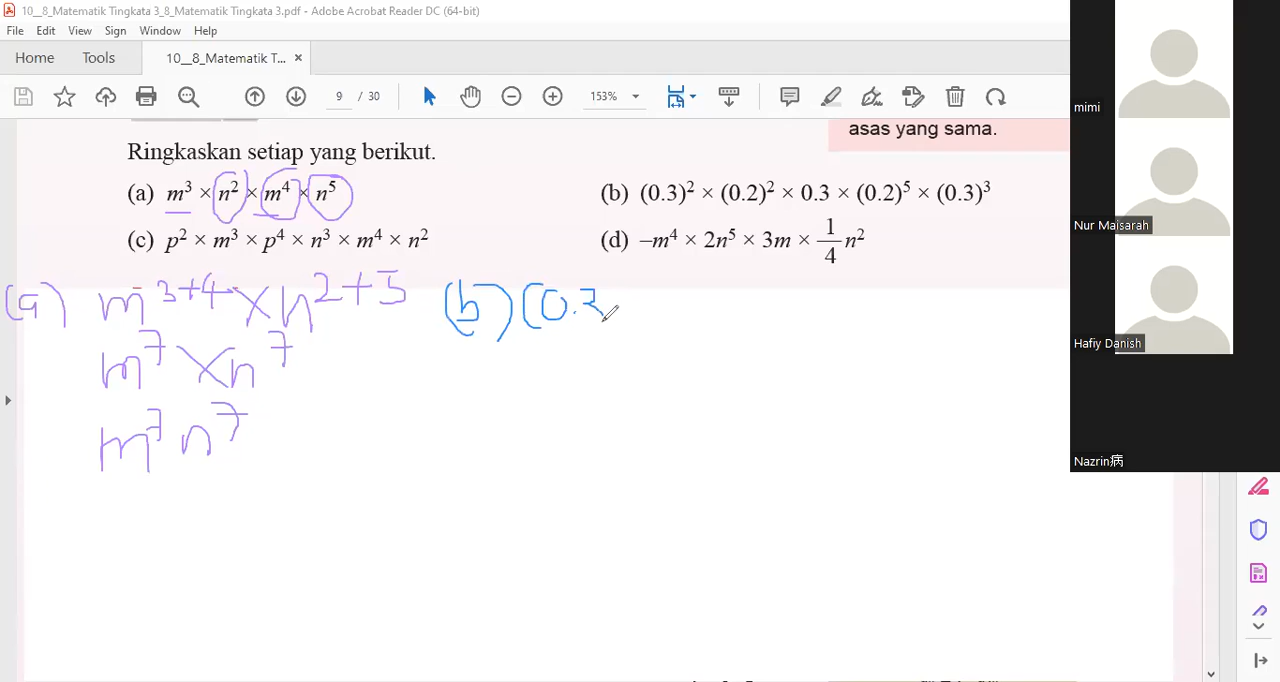 10__8_Matematik Tingkatan 3_8_Matematik Tingkata 3.pdf - Adobe Acrobat Reader DC (64-bit)
File Edit View Sign Window Help
Home Tools 10__8_Matematik T... ×
9 / 30 153%
asas yang sama.
Ringkaskan setiap yang berikut.
(a) m³ × n² × m⁴ × n⁵ (b) (0.3)² × (0.2)² × 0.3 × (0.2)⁵ × (0.3)³
(c) p² × m³ × p⁴ × n³ × m⁴ × n² (d) –m⁴ × 2n⁵ × 3m × 1/4 n²
(a) m³⁺⁴ × n²⁺⁵ (b) (0.3
m⁷ × n⁷
m⁷ n⁷
mimi
Nur Maisarah
Hafiy Danish
Nazrin病